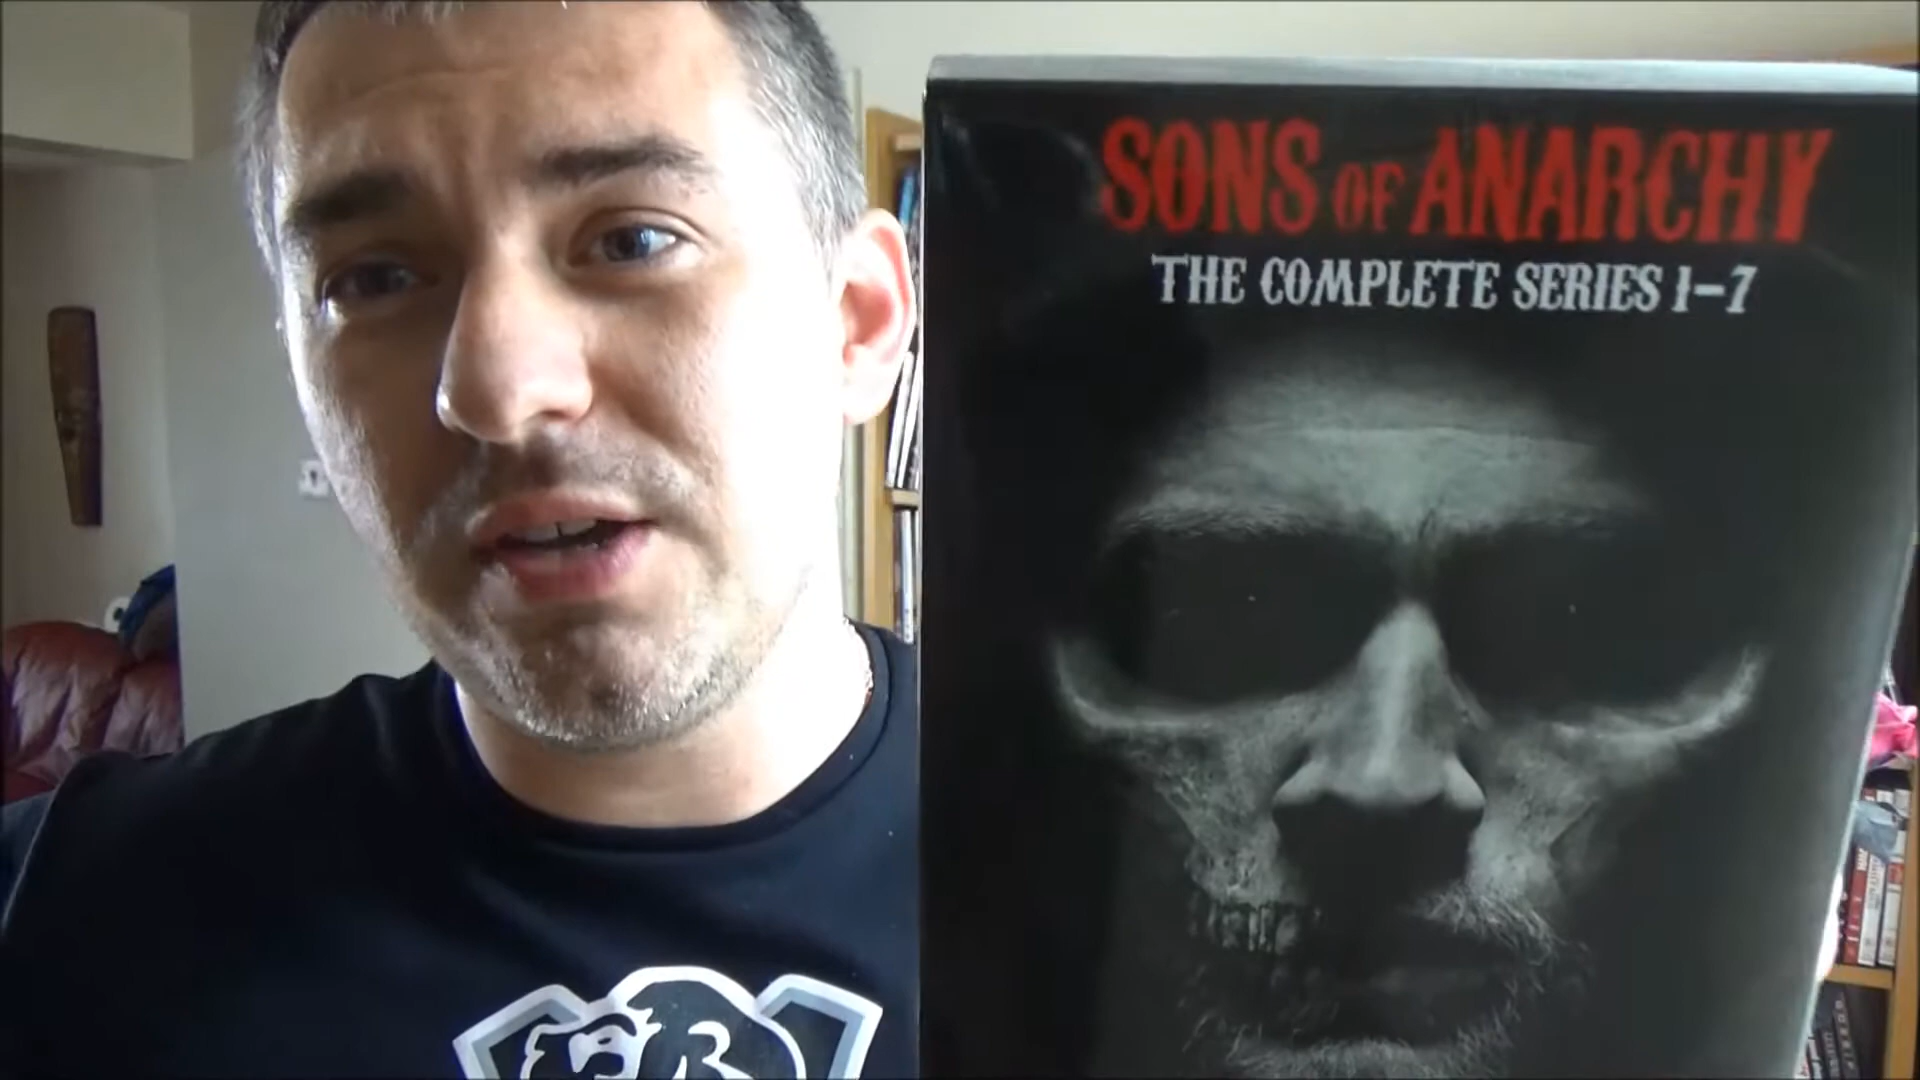 SONS OF ANARCHY
THE COMPLETE SERIES 1-7